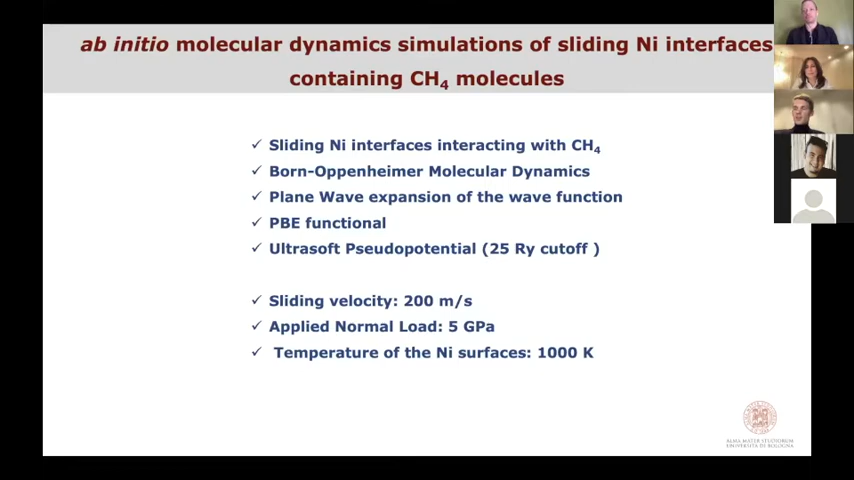 ab initio molecular dynamics simulations of sliding Ni interfaces
containing CH₄ molecules
✓ Sliding Ni interfaces interacting with CH₄
✓ Born-Oppenheimer Molecular Dynamics
✓ Plane Wave expansion of the wave function
✓ PBE functional
✓ Ultrasoft Pseudopotential (25 Ry cutoff )
✓ Sliding velocity: 200 m/s
✓ Applied Normal Load: 5 GPa
✓ Temperature of the Ni surfaces: 1000 K
ALMA MATER STUDIORUM
UNIVERSITÀ DI BOLOGNA